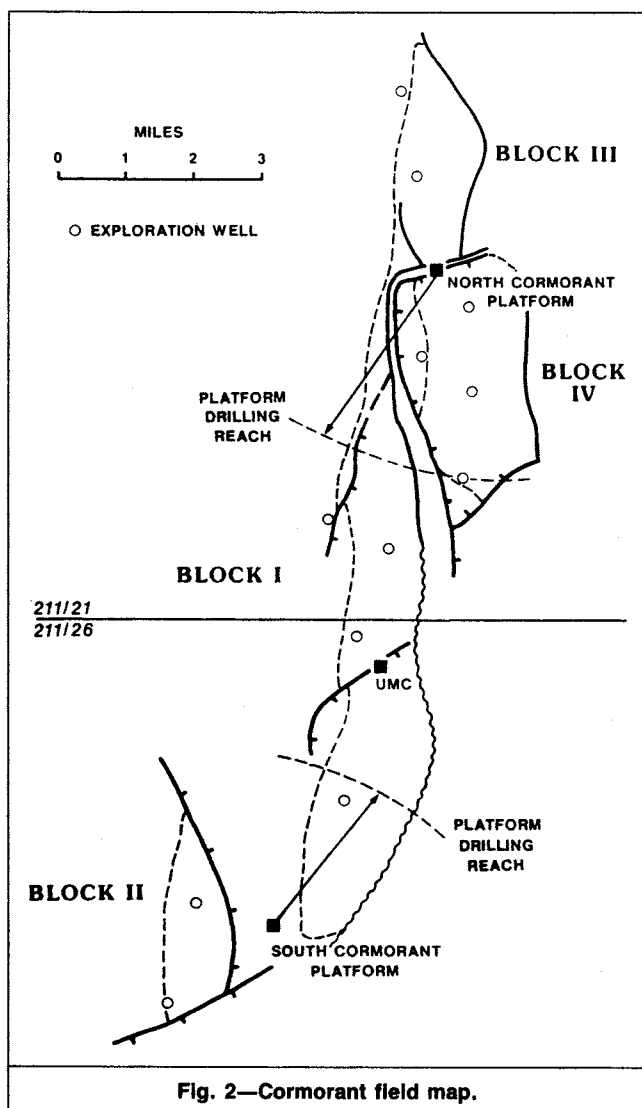 MILES
0 1 2 3
○ EXPLORATION WELL
BLOCK III
NORTH CORMORANT
PLATFORM
BLOCK
IV
PLATFORM
DRILLING
REACH
BLOCK I
211/21
211/26
UMC
PLATFORM
DRILLING
REACH
BLOCK II
SOUTH CORMORANT
PLATFORM
Fig. 2—Cormorant field map.